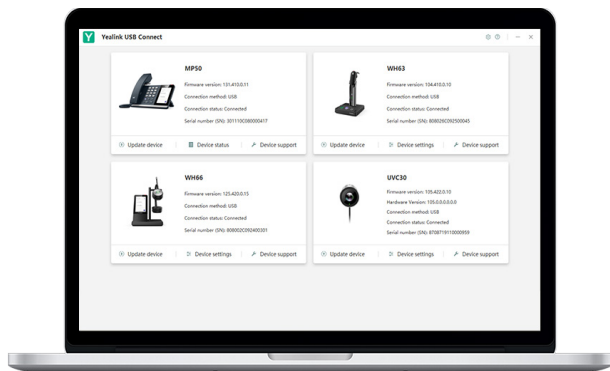 Yealink USB Connect
MP50
Firmware version: 131.410.0.11
Connection method: USB
Connection status: Connected
Serial number (SN): 301110C080000417
Update device
Device status
Device support
WH63
Firmware version: 104.410.0.10
Connection method: USB
Connection status: Connected
Serial number (SN): 808026C092500045
Update device
Device settings
Device support
WH66
Firmware version: 125.420.0.15
Connection method: USB
Connection status: Connected
Serial number (SN): 808002C092400301
Update device
Device settings
Device support
UVC30
Firmware version: 105.422.0.10
Hardware Version: 105.0.0.0.0.0.0
Connection method: USB
Connection status: Connected
Serial number (SN): 8708719110000959
Update device
Device settings
Device support